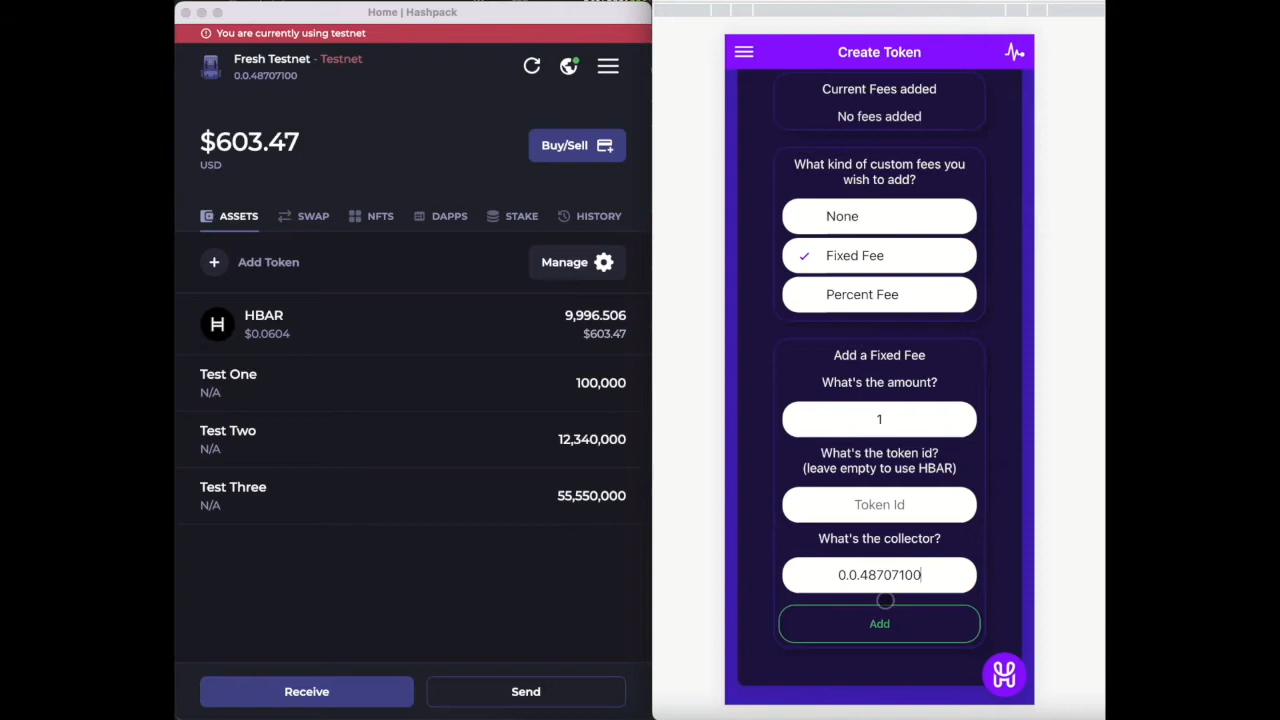 Home | Hashpack
You are currently using testnet
Fresh Testnet - Testnet
0.0.48707100
$603.47
USD
Buy/Sell
ASSETS
SWAP
NFTS
DAPPS
STAKE
HISTORY
Add Token
Manage
HBAR
$0.0604
9,996.506
$603.47
Test One
N/A
100,000
Test Two
N/A
12,340,000
Test Three
N/A
55,550,000
Receive
Send
Create Token
Current Fees added
No fees added
What kind of custom fees you
wish to add?
None
Fixed Fee
Percent Fee
Add a Fixed Fee
What's the amount?
1
What's the token id?
(leave empty to use HBAR)
Token Id
What's the collector?
0.0.48707100
Add